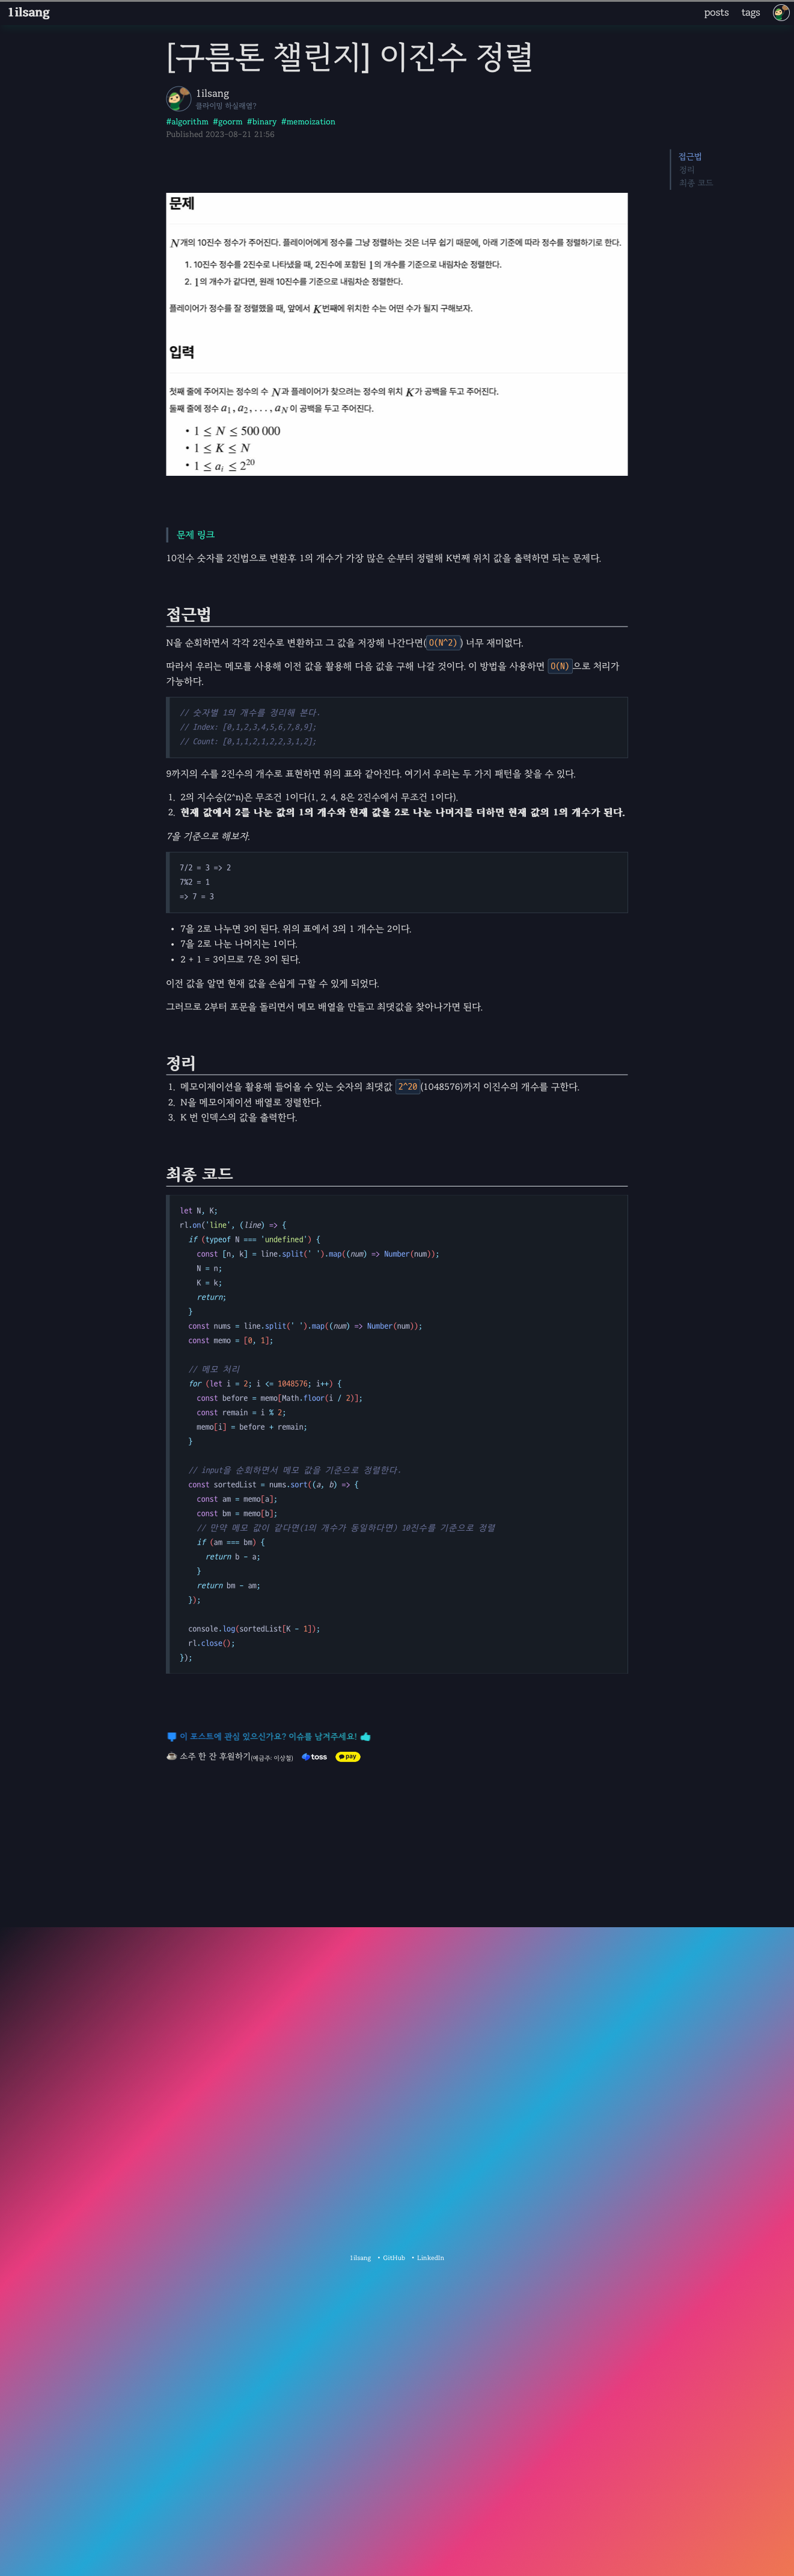 1ilsang
posts tags
[구름톤 챌린지] 이진수 정렬
1ilsang
클라이밍 하실래염?
#algorithm #goorm #binary #memoization
Published 2023-08-21 21:56
접근법
정리
최종 코드
문제
N개의 10진수 정수가 주어진다. 플레이어에게 정수를 그냥 정렬하는 것은 너무 쉽기 때문에, 아래 기준에 따라 정수를 정렬하기로 한다.
1. 10진수 정수를 2진수로 나타냈을 때, 2진수에 포함된 1의 개수를 기준으로 내림차순 정렬한다.
2. 1의 개수가 같다면, 원래 10진수를 기준으로 내림차순 정렬한다.
플레이어가 정수를 잘 정렬했을 때, 앞에서 K번째에 위치한 수는 어떤 수가 될지 구해보자.
입력
첫째 줄에 주어지는 정수의 수 N과 플레이어가 찾으려는 정수의 위치 K가 공백을 두고 주어진다.
둘째 줄에 정수 a₁, a₂, . . . , a_N 이 공백을 두고 주어진다.
• 1 ≤ N ≤ 500 000
• 1 ≤ K ≤ N
• 1 ≤ aᵢ ≤ 2²⁰
문제 링크
10진수 숫자를 2진법으로 변환후 1의 개수가 가장 많은 순부터 정렬해 K번째 위치 값을 출력하면 되는 문제다.
접근법
N을 순회하면서 각각 2진수로 변환하고 그 값을 저장해 나간다면(O(N^2)) 너무 재미없다.
따라서 우리는 메모를 사용해 이전 값을 활용해 다음 값을 구해 나갈 것이다. 이 방법을 사용하면 O(N)으로 처리가
가능하다.
// 숫자별 1의 개수를 정리해 본다.
// Index: [0,1,2,3,4,5,6,7,8,9];
// Count: [0,1,1,2,1,2,2,3,1,2];
9까지의 수를 2진수의 개수로 표현하면 위의 표와 같아진다. 여기서 우리는 두 가지 패턴을 찾을 수 있다.
1. 2의 지수승(2^n)은 무조건 1이다(1, 2, 4, 8은 2진수에서 무조건 1이다).
2. 현재 값에서 2를 나눈 값의 1의 개수와 현재 값을 2로 나눈 나머지를 더하면 현재 값의 1의 개수가 된다.
7을 기준으로 해보자.
7/2 = 3 => 2
7%2 = 1
=> 7 = 3
• 7을 2로 나누면 3이 된다. 위의 표에서 3의 1 개수는 2이다.
• 7을 2로 나눈 나머지는 1이다.
• 2 + 1 = 3이므로 7은 3이 된다.
이전 값을 알면 현재 값을 손쉽게 구할 수 있게 되었다.
그러므로 2부터 포문을 돌리면서 메모 배열을 만들고 최댓값을 찾아나가면 된다.
정리
1. 메모이제이션을 활용해 들어올 수 있는 숫자의 최댓값 2^20(1048576)까지 이진수의 개수를 구한다.
2. N을 메모이제이션 배열로 정렬한다.
3. K 번 인덱스의 값을 출력한다.
최종 코드
let N, K;
rl.on('line', (line) => {
if (typeof N === 'undefined') {
const [n, k] = line.split(' ').map((num) => Number(num));
N = n;
K = k;
return;
}
const nums = line.split(' ').map((num) => Number(num));
const memo = [0, 1];
// 메모 처리
for (let i = 2; i <= 1048576; i++) {
const before = memo[Math.floor(i / 2)];
const remain = i % 2;
memo[i] = before + remain;
}
// input을 순회하면서 메모 값을 기준으로 정렬한다.
const sortedList = nums.sort((a, b) => {
const am = memo[a];
const bm = memo[b];
// 만약 메모 값이 같다면(1의 개수가 동일하다면) 10진수를 기준으로 정렬
if (am === bm) {
return b - a;
}
return bm - am;
});
console.log(sortedList[K - 1]);
rl.close();
});
이 포스트에 관심 있으신가요? 이슈를 남겨주세요!
소주 한 잔 후원하기(예금주: 이상철) toss pay
1ilsang • GitHub • LinkedIn